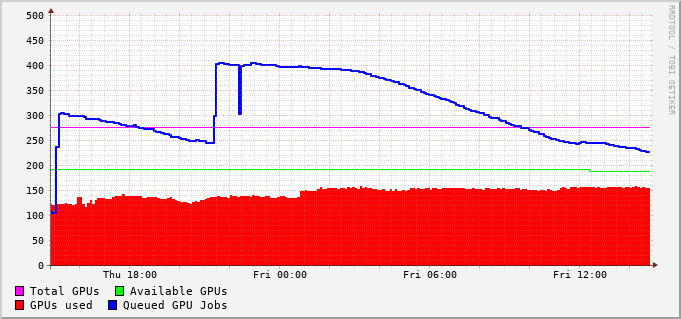 500
450
400
350
300
250
200
150
100
50
0
Thu 18:00 Fri 00:00 Fri 06:00 Fri 12:00
Total GPUs Available GPUs
GPUs used Queued GPU Jobs
RRDTOOL / TOBI OETIKER